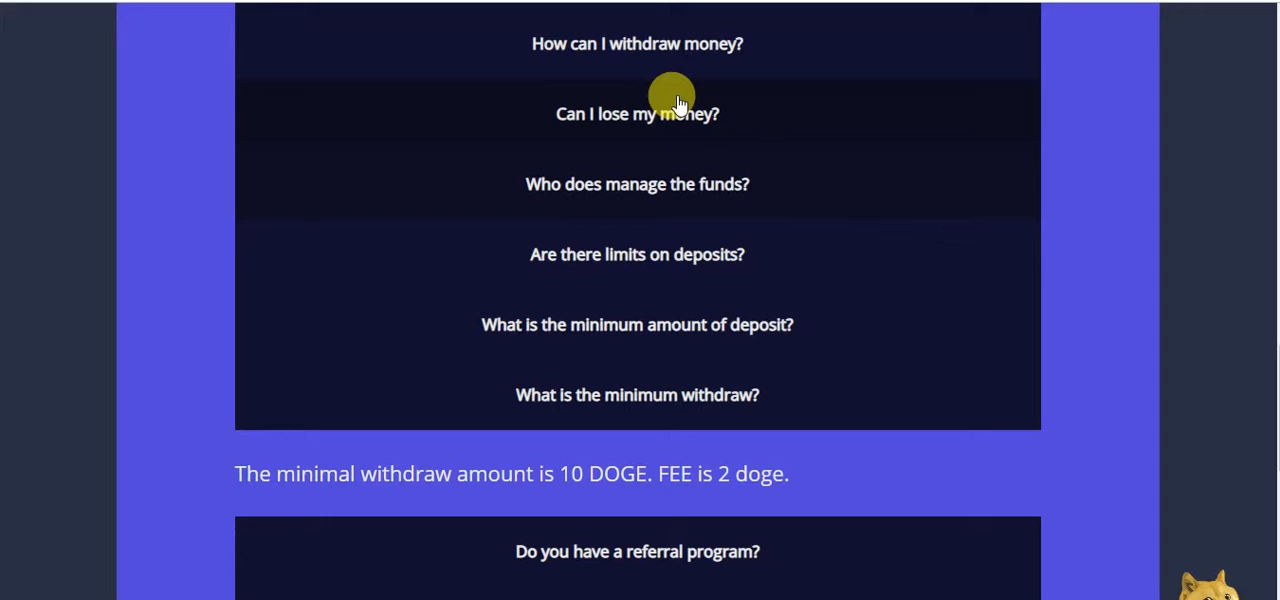 How can I withdraw money?
Can I lose my money?
Who does manage the funds?
Are there limits on deposits?
What is the minimum amount of deposit?
What is the minimum withdraw?
The minimal withdraw amount is 10 DOGE. FEE is 2 doge.
Do you have a referral program?